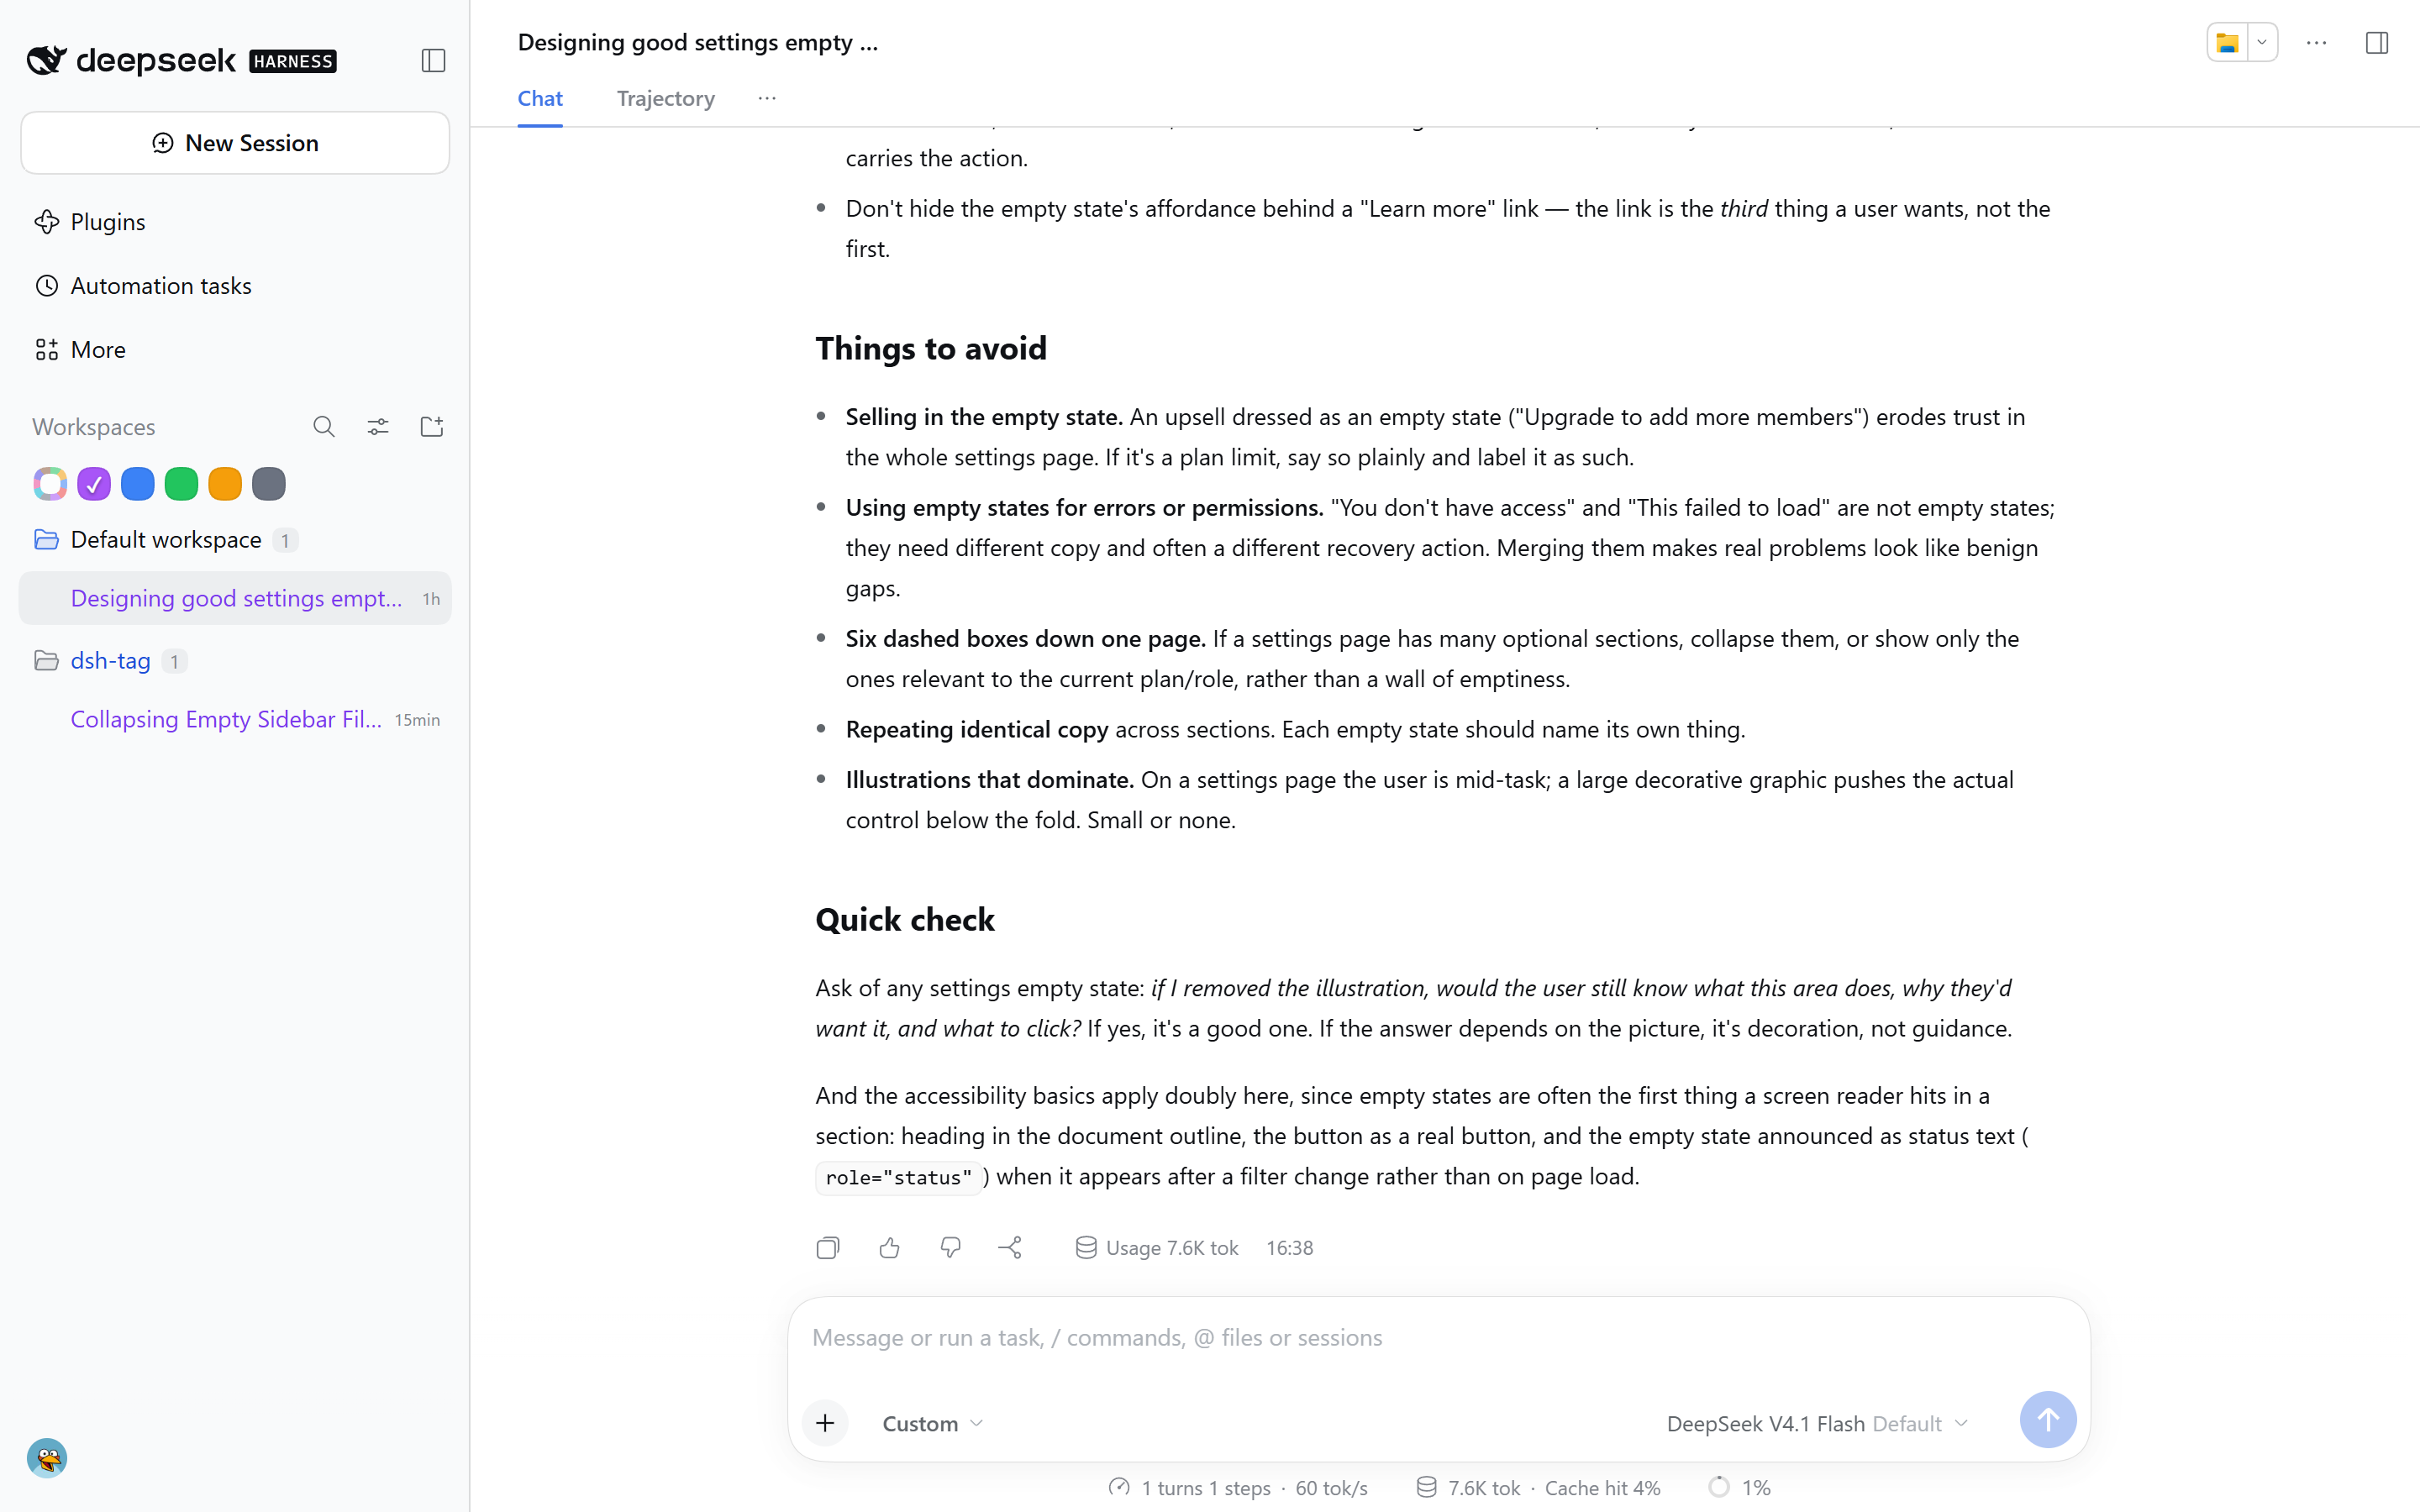 deepseek HARNESS
New Session
Plugins
Automation tasks
More
Workspaces
Default workspace 1
Designing good settings empt... 1h
dsh-tag 1
Collapsing Empty Sidebar Fil... 15min
Designing good settings empty ...
Chat Trajectory ...
carries the action.
Don't hide the empty state's affordance behind a "Learn more" link — the link is the third thing a user wants, not the
first.
Things to avoid
Selling in the empty state. An upsell dressed as an empty state ("Upgrade to add more members") erodes trust in
the whole settings page. If it's a plan limit, say so plainly and label it as such.
Using empty states for errors or permissions. "You don't have access" and "This failed to load" are not empty states;
they need different copy and often a different recovery action. Merging them makes real problems look like benign
gaps.
Six dashed boxes down one page. If a settings page has many optional sections, collapse them, or show only the
ones relevant to the current plan/role, rather than a wall of emptiness.
Repeating identical copy across sections. Each empty state should name its own thing.
Illustrations that dominate. On a settings page the user is mid-task; a large decorative graphic pushes the actual
control below the fold. Small or none.
Quick check
Ask of any settings empty state: if I removed the illustration, would the user still know what this area does, why they'd
want it, and what to click? If yes, it's a good one. If the answer depends on the picture, it's decoration, not guidance.
And the accessibility basics apply doubly here, since empty states are often the first thing a screen reader hits in a
section: heading in the document outline, the button as a real button, and the empty state announced as status text (
role="status" ) when it appears after a filter change rather than on page load.
Usage 7.6K tok 16:38
Message or run a task, / commands, @ files or sessions
Custom
DeepSeek V4.1 Flash Default
1 turns 1 steps · 60 tok/s 7.6K tok · Cache hit 4% 1%